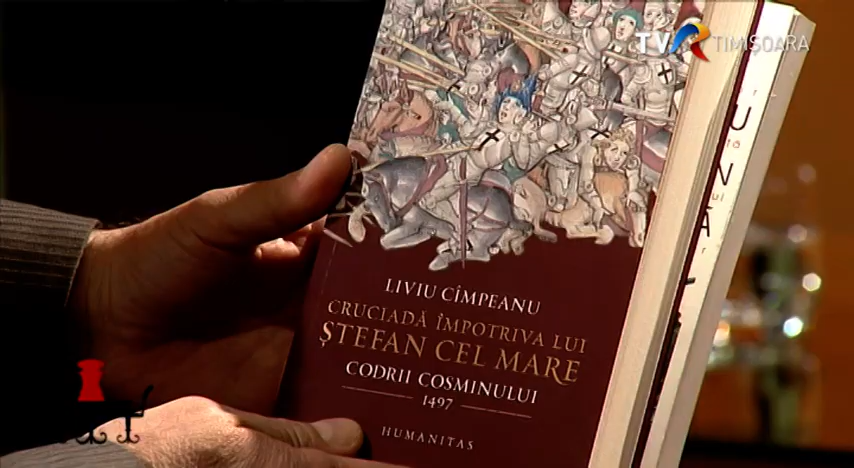 TVR TIMIȘOARA
LIVIU CÎMPEANU
CRUCIADĂ ÎMPOTRIVA LUI
ȘTEFAN CEL MARE
CODRII COSMINULUI
1497
HUMANITAS